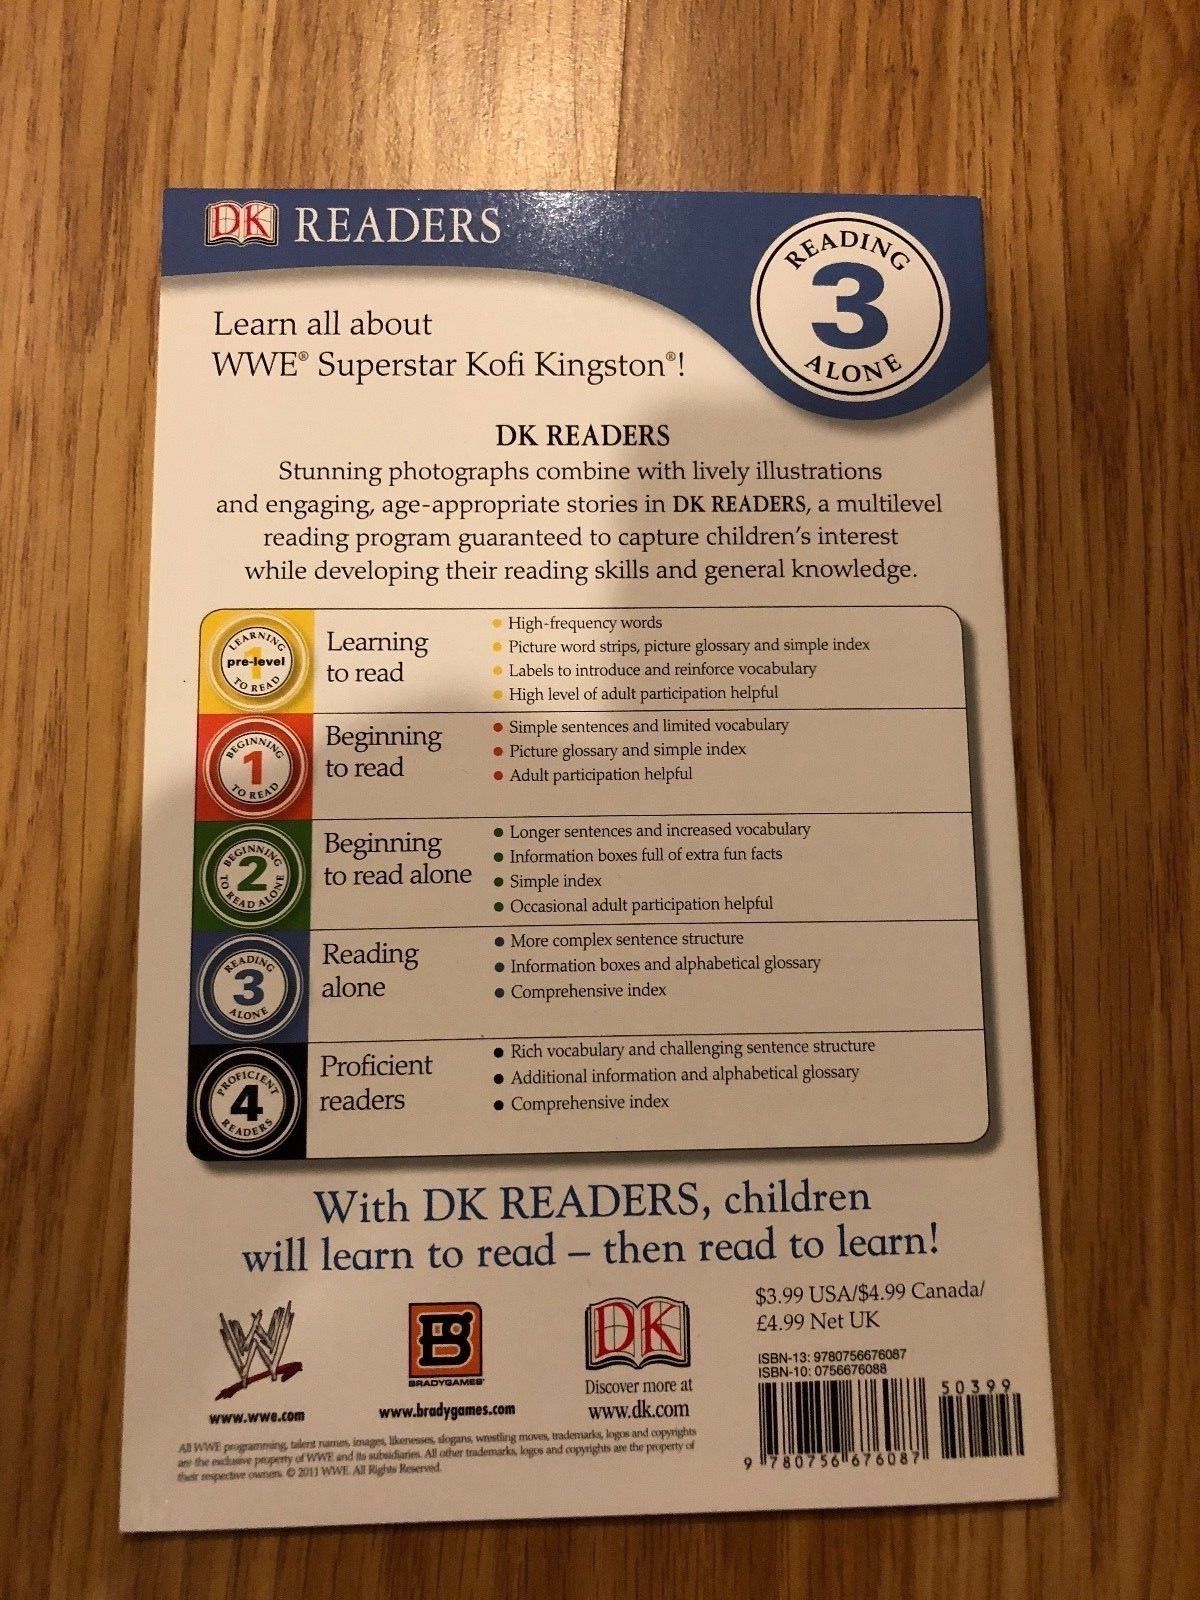 DK READERS
READING
3
ALONE
Learn all about
WWE® Superstar Kofi Kingston®!
DK READERS
Stunning photographs combine with lively illustrations
and engaging, age-appropriate stories in DK READERS, a multilevel
reading program guaranteed to capture children's interest
while developing their reading skills and general knowledge.
LEARNING
pre-level
1
TO READ
Learning
to read
• High-frequency words
• Picture word strips, picture glossary and simple index
• Labels to introduce and reinforce vocabulary
• High level of adult participation helpful
BEGINNING
1
TO READ
Beginning
to read
• Simple sentences and limited vocabulary
• Picture glossary and simple index
• Adult participation helpful
BEGINNING
2
TO READ ALONE
Beginning
to read alone
• Longer sentences and increased vocabulary
• Information boxes full of extra fun facts
• Simple index
• Occasional adult participation helpful
READING
3
ALONE
Reading
alone
• More complex sentence structure
• Information boxes and alphabetical glossary
• Comprehensive index
PROFICIENT
4
READERS
Proficient
readers
• Rich vocabulary and challenging sentence structure
• Additional information and alphabetical glossary
• Comprehensive index
With DK READERS, children
will learn to read – then read to learn!
W
www.wwe.com
BG
BRADYGAMES®
www.bradygames.com
DK
Discover more at
www.dk.com
$3.99 USA/$4.99 Canada/
£4.99 Net UK
ISBN-13: 9780756676087
ISBN-10: 0756676088
50399
9 780756 676087
All WWE programming, talent names, images, likenesses, slogans, wrestling moves, trademarks, logos and copyrights
are the exclusive property of WWE and its subsidiaries. All other trademarks, logos and copyrights are the property of
their respective owners. © 2011 WWE. All Rights Reserved.